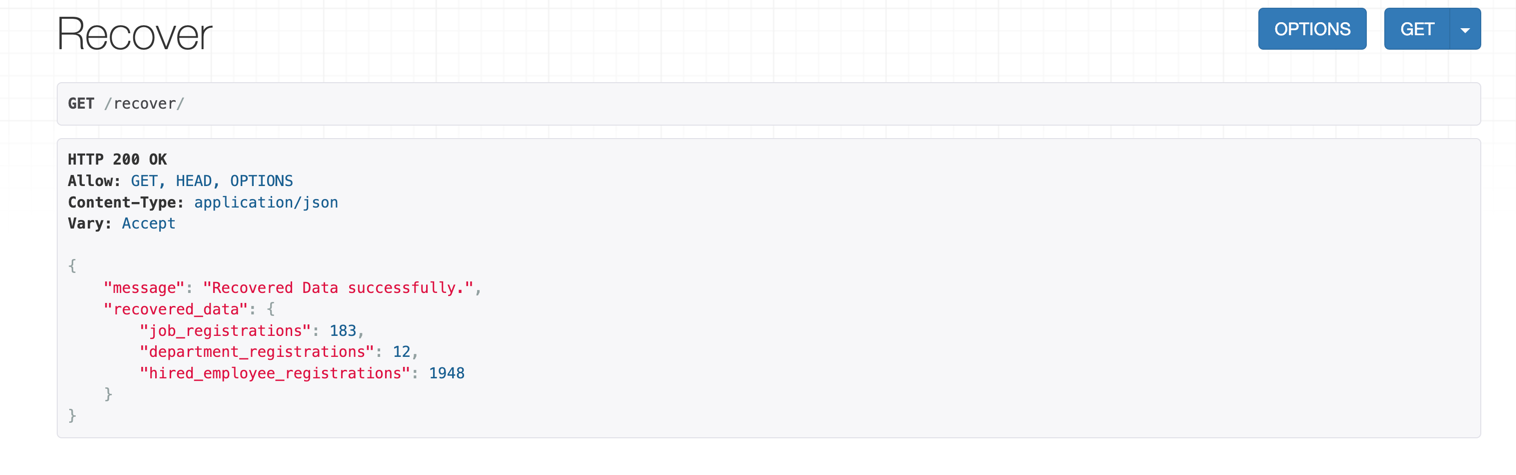 Recover
OPTIONS
GET
GET /recover/
HTTP 200 OK
Allow: GET, HEAD, OPTIONS
Content-Type: application/json
Vary: Accept
{
    "message": "Recovered Data successfully.",
    "recovered_data": {
        "job_registrations": 183,
        "department_registrations": 12,
        "hired_employee_registrations": 1948
    }
}